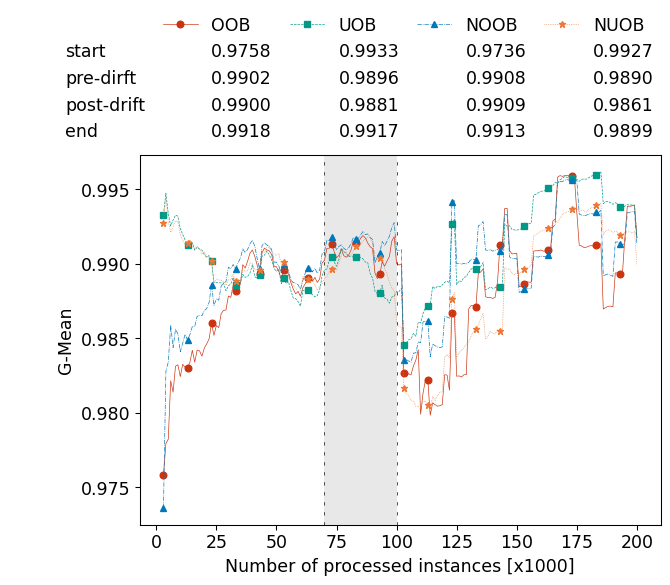 OOB UOB NOOB NUOB
start 0.9758 0.9933 0.9736 0.9927
pre-dirft 0.9902 0.9896 0.9908 0.9890
post-drift 0.9900 0.9881 0.9909 0.9861
end 0.9918 0.9917 0.9913 0.9899
0.995
0.990
0.985
0.980
0.975
G-Mean
0 25 50 75 100 125 150 175 200
Number of processed instances [x1000]